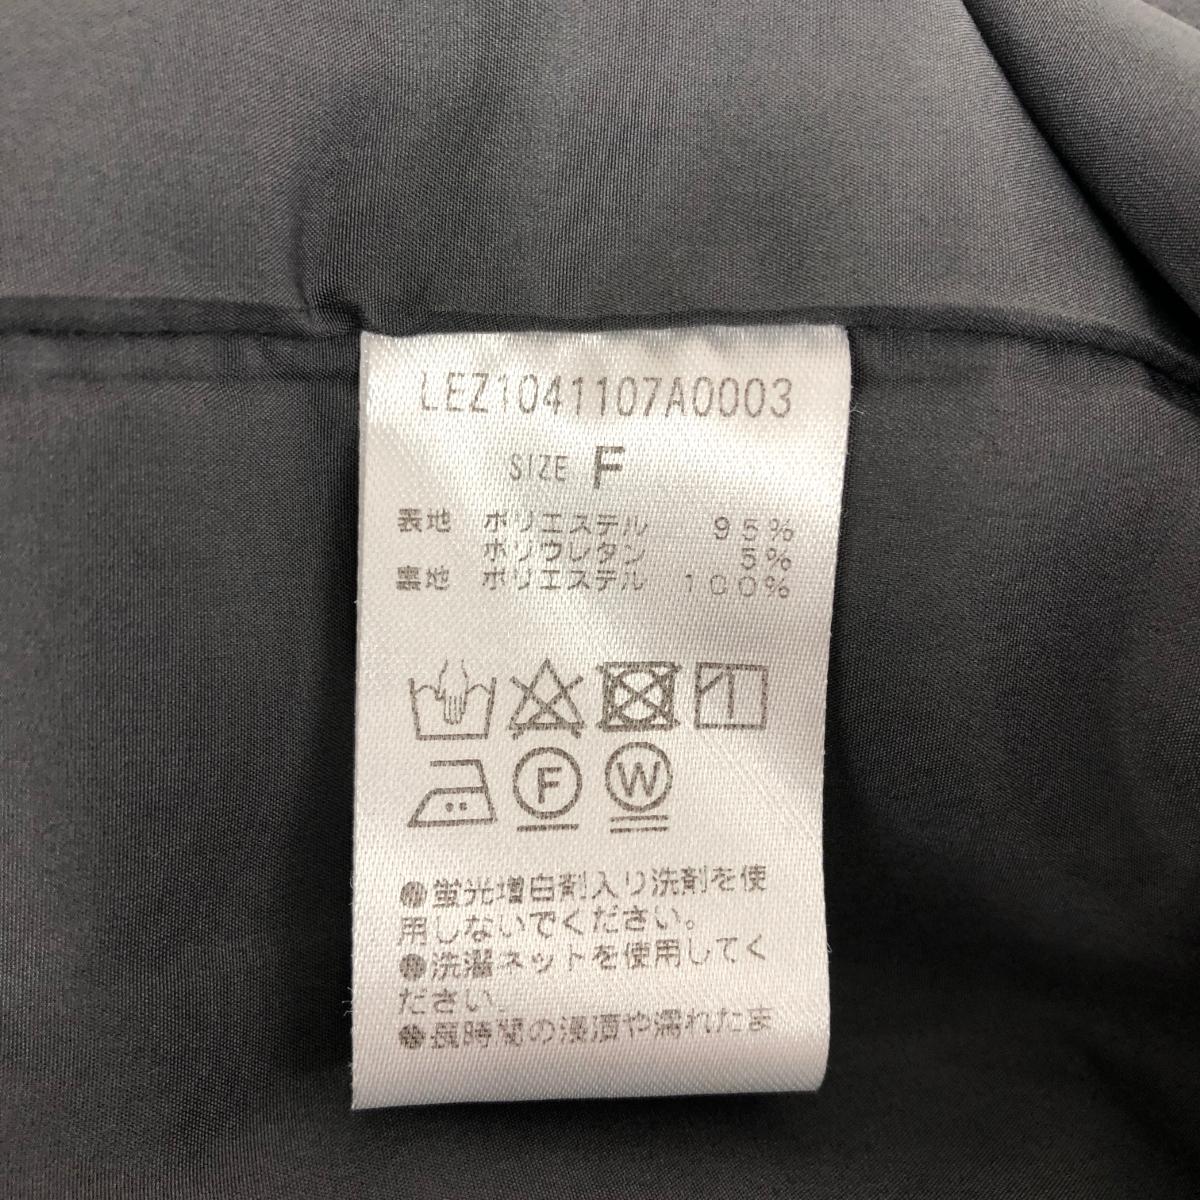 LEZ1041107A0003
SIZE F
表地 ポリエステル 95%
ポリウレタン 5%
裏地 ポリエステル 100%
F W
●蛍光増白剤入り洗剤を使
用しないでください。
●洗濯ネットを使用してく
ださい。
●長時間の浸漬や濡れたま